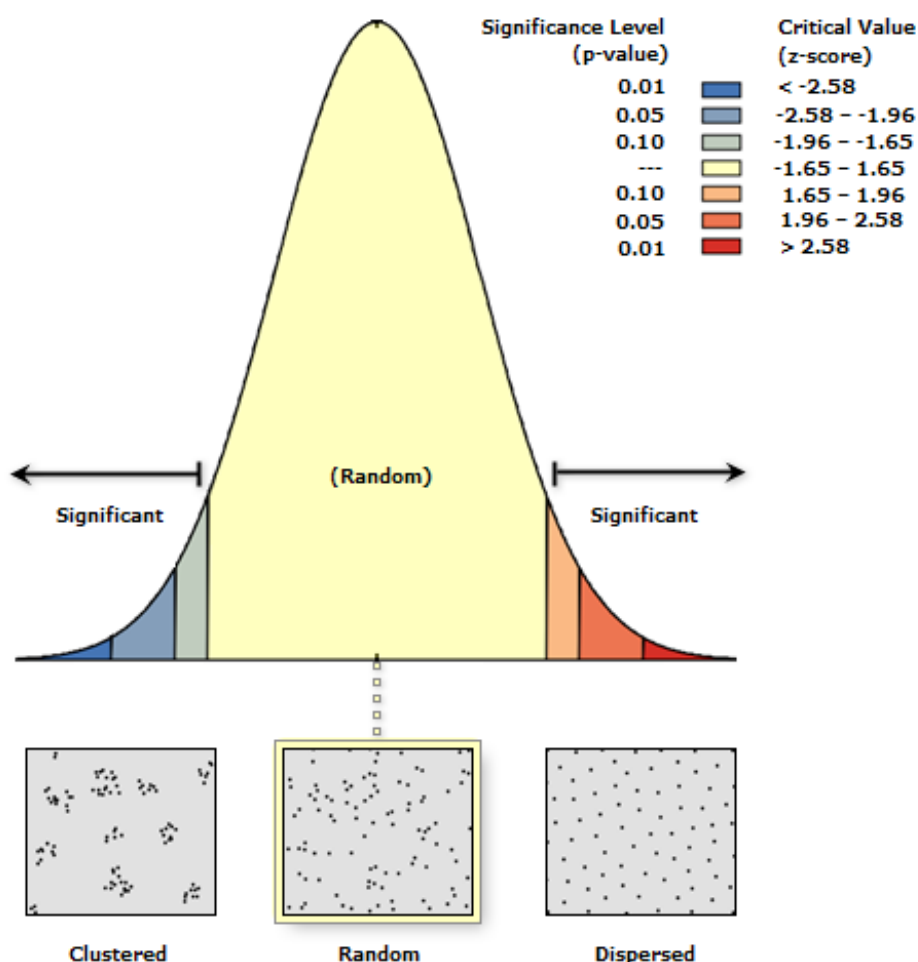 Significance Level
(p-value)
Critical Value
(z-score)
0.01 < -2.58
0.05 -2.58 – -1.96
0.10 -1.96 – -1.65
--- -1.65 – 1.65
0.10 1.65 – 1.96
0.05 1.96 – 2.58
0.01 > 2.58
(Random)
Significant
Significant
Clustered
Random
Dispersed